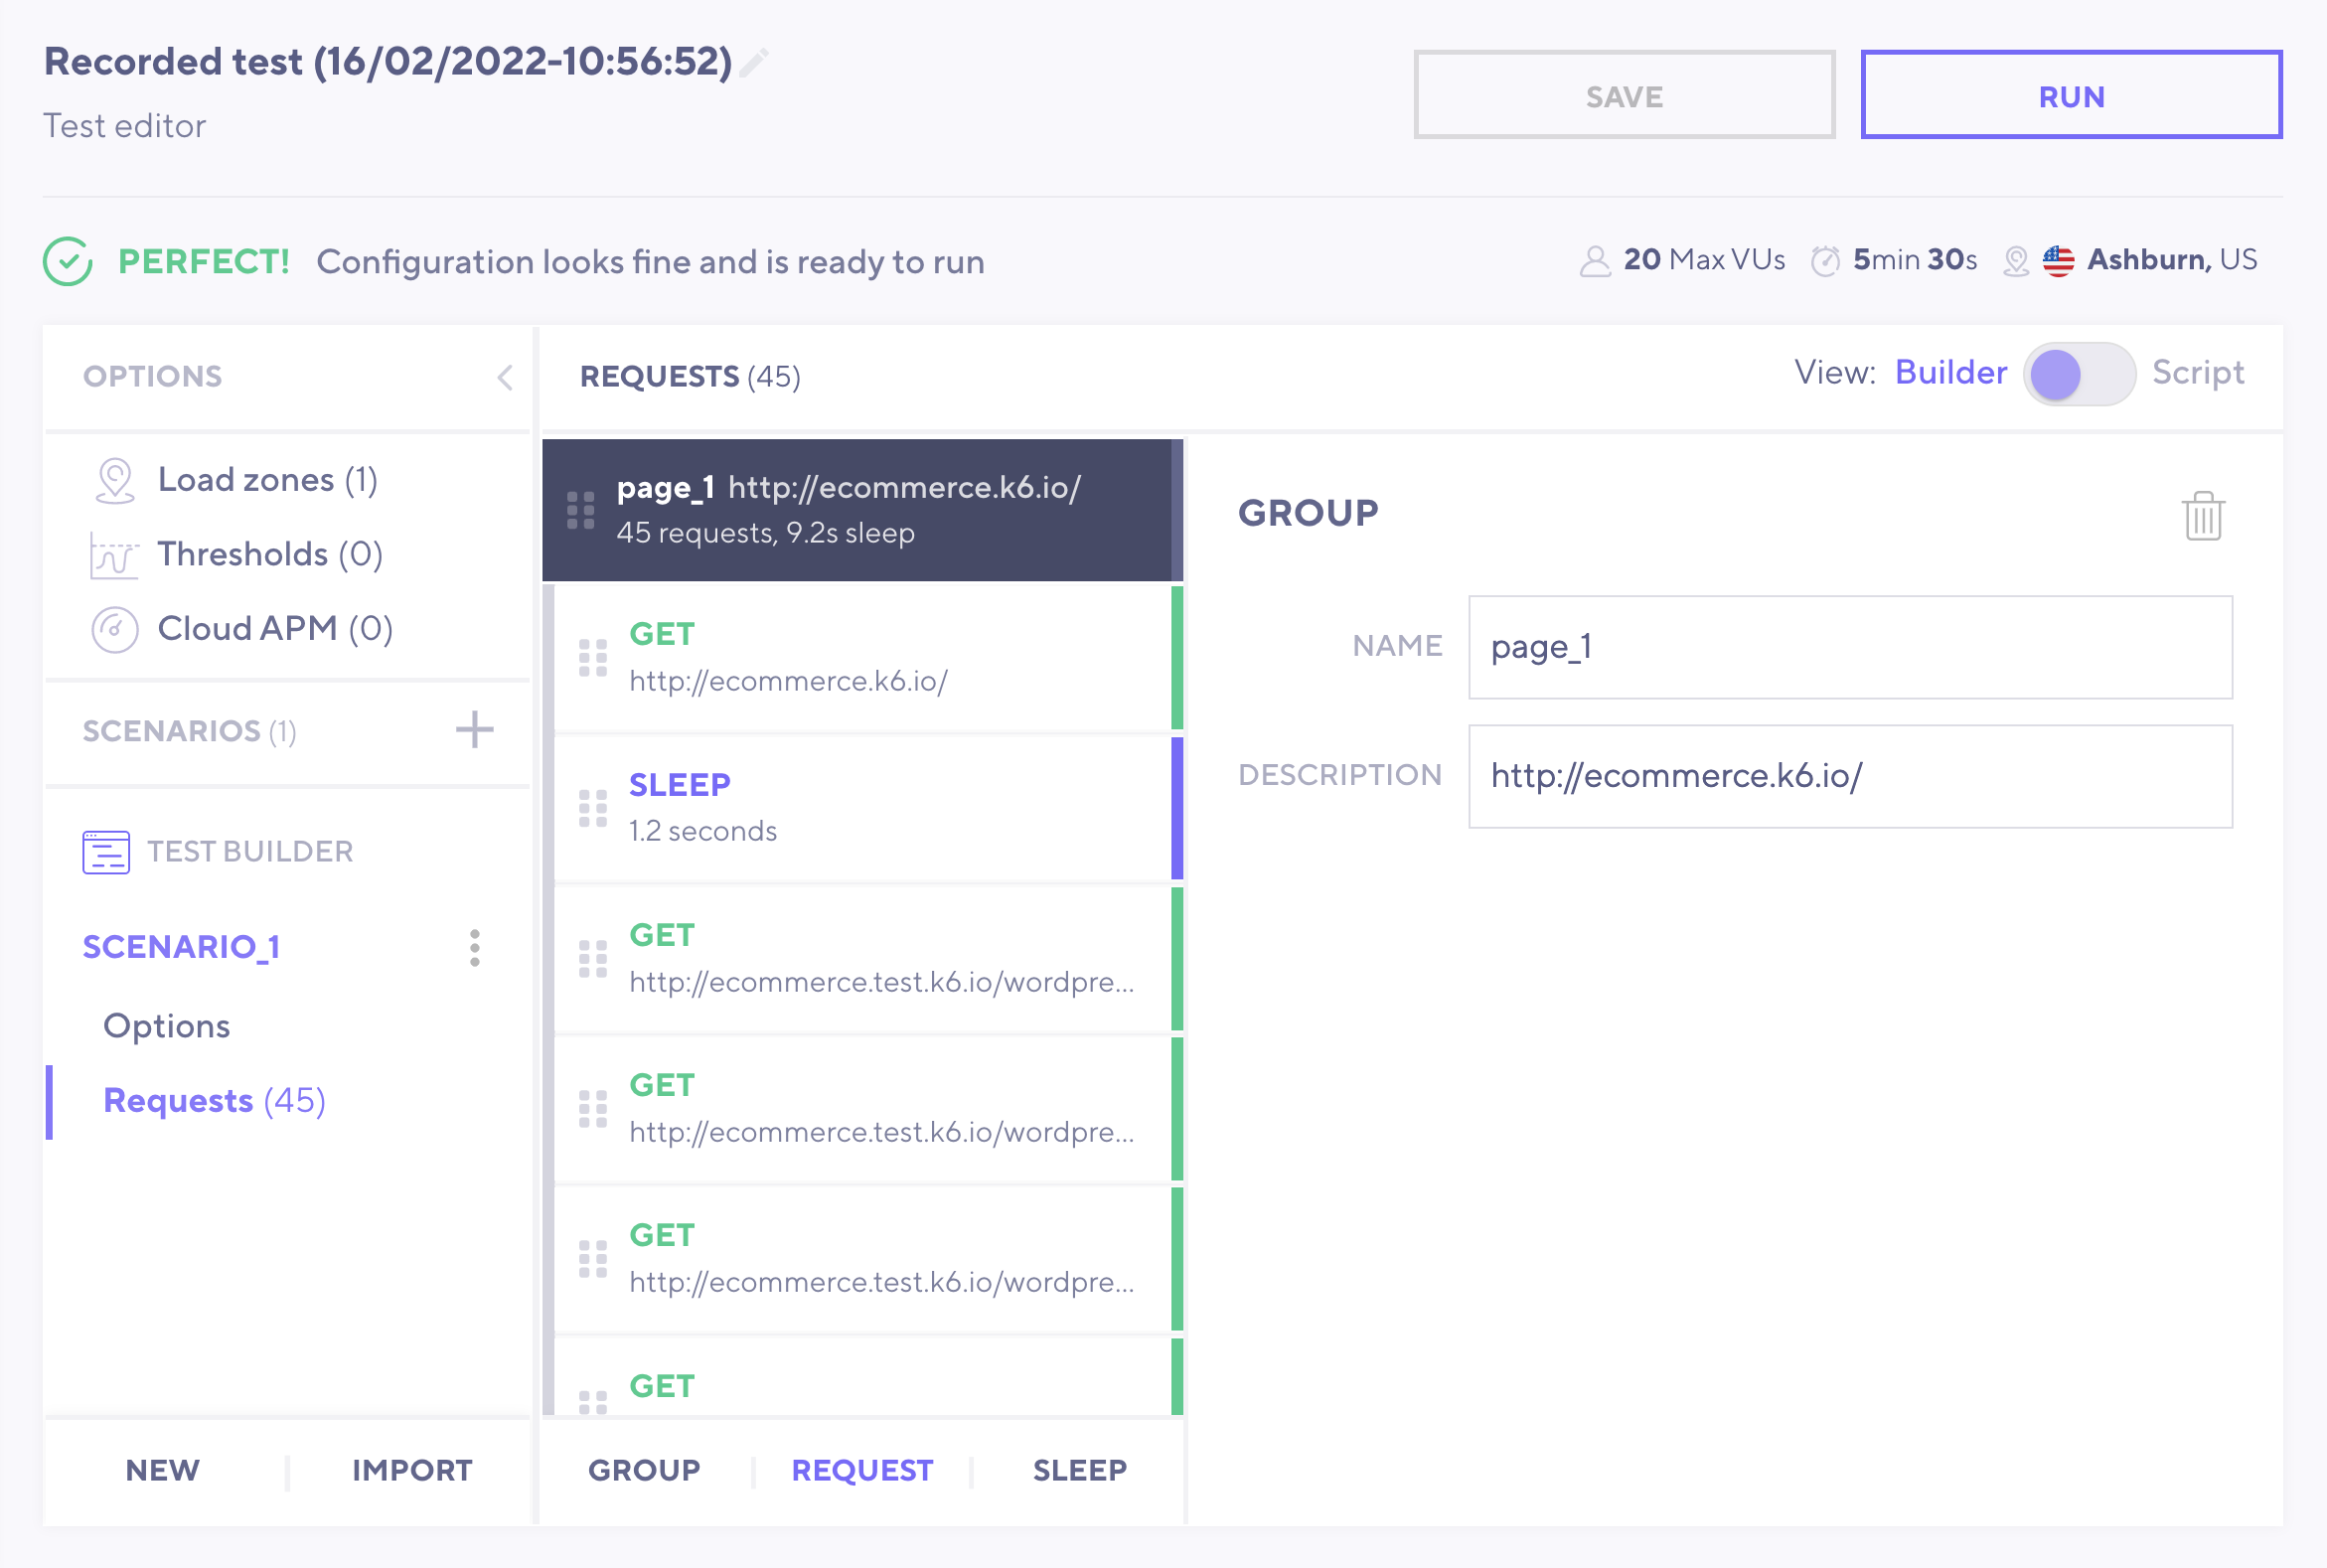 Recorded test (16/02/2022-10:56:52)
Test editor
SAVE
RUN
PERFECT! Configuration looks fine and is ready to run
20 Max VUs 5min 30s Ashburn, US
OPTIONS
Load zones (1)
Thresholds (0)
Cloud APM (0)
SCENARIOS (1)
TEST BUILDER
SCENARIO_1
Options
Requests (45)
NEW
IMPORT
REQUESTS (45)
View: Builder Script
page_1 http://ecommerce.k6.io/
45 requests, 9.2s sleep
GET
http://ecommerce.k6.io/
SLEEP
1.2 seconds
GET
http://ecommerce.test.k6.io/wordpre...
GET
http://ecommerce.test.k6.io/wordpre...
GET
http://ecommerce.test.k6.io/wordpre...
GET
GROUP
REQUEST
SLEEP
GROUP
NAME page_1
DESCRIPTION http://ecommerce.k6.io/